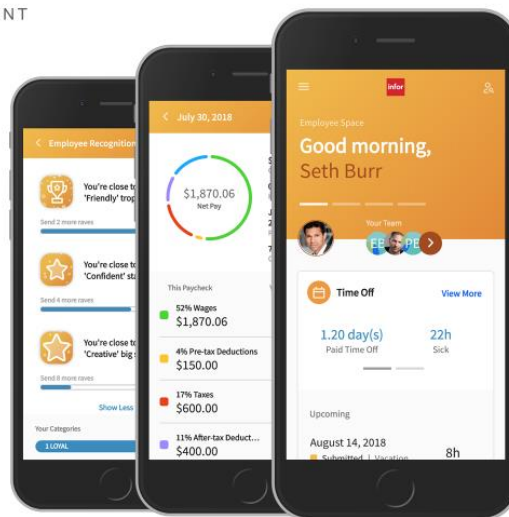 NT
Employee Recognition
You're close to
'Friendly' trop
Send 2 more raves
You're close to
'Confident' sta
Send 4 more raves
You're close to
'Creative' big s
Send 8 more raves
Show Less
Your Categories
1 LOYAL
July 30, 2018
$1,870.06
Net Pay
This Paycheck
52% Wages
$1,870.06
4% Pre-tax Deductions
$150.00
17% Taxes
$600.00
11% After-tax Deduct...
$400.00
infor
Employee Space
Good morning,
Seth Burr
Your Team
EB PE
Time Off
View More
1.20 day(s)
22h
Paid Time Off
Sick
Upcoming
August 14, 2018
8h
Submitted | Vacation